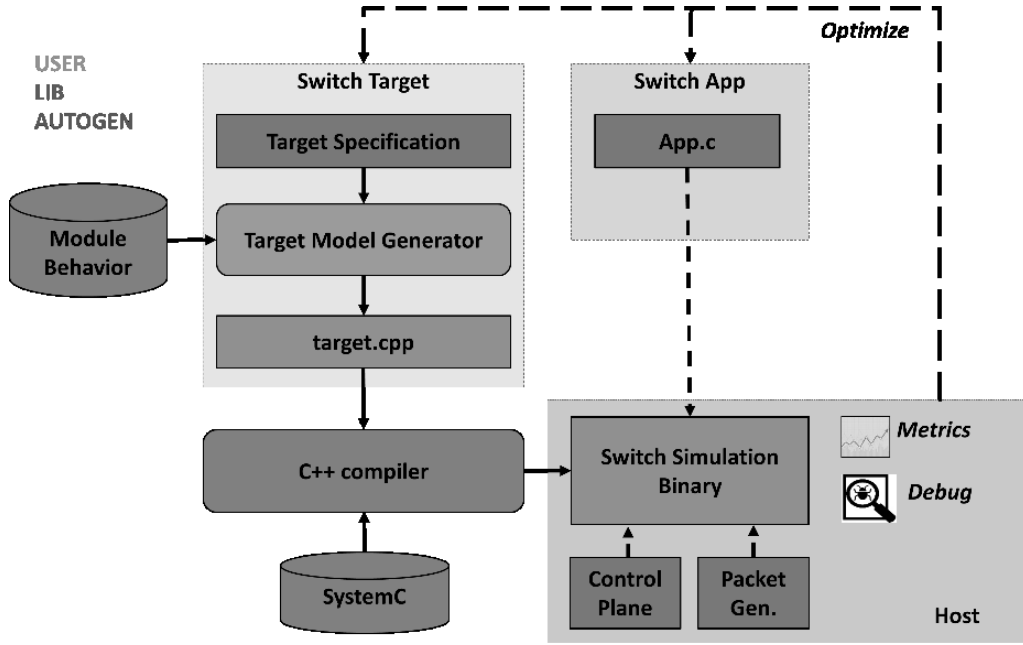 Optimize
USER
LIB
AUTOGEN
Switch Target
Switch App
Target Specification
App.c
Module
Behavior
Target Model Generator
target.cpp
C++ compiler
Switch Simulation
Binary
Metrics
Debug
SystemC
Control
Plane
Packet
Gen.
Host